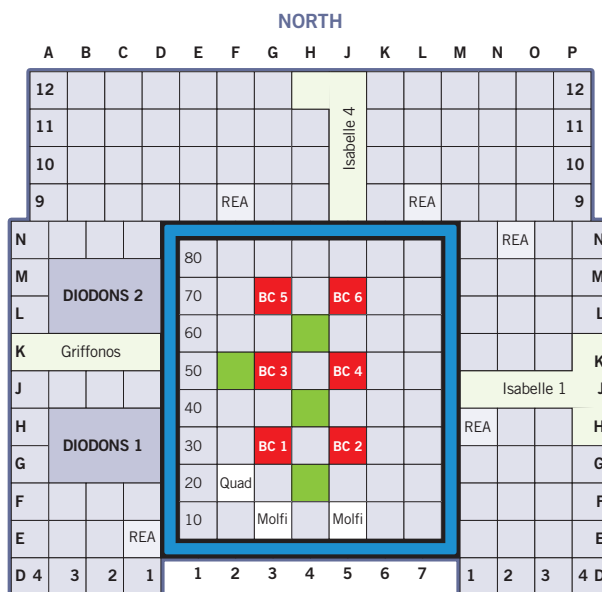 NORTH
A B C D E F G H J K L M N O P
12 12
11 Isabelle 4 11
10 10
9 REA REA 9
N REA N
80
M DIODONS 2 M
70 BC 5 BC 6
L L
60
K Griffonos K
50 BC 3 BC 4
J Isabelle 1 J
40
H DIODONS 1 REA H
30 BC 1 BC 2
G G
20 Quad
F F
10 Molfi Molfi
E REA E
D 4 3 2 1 1 2 3 4 5 6 7 1 2 3 4 D